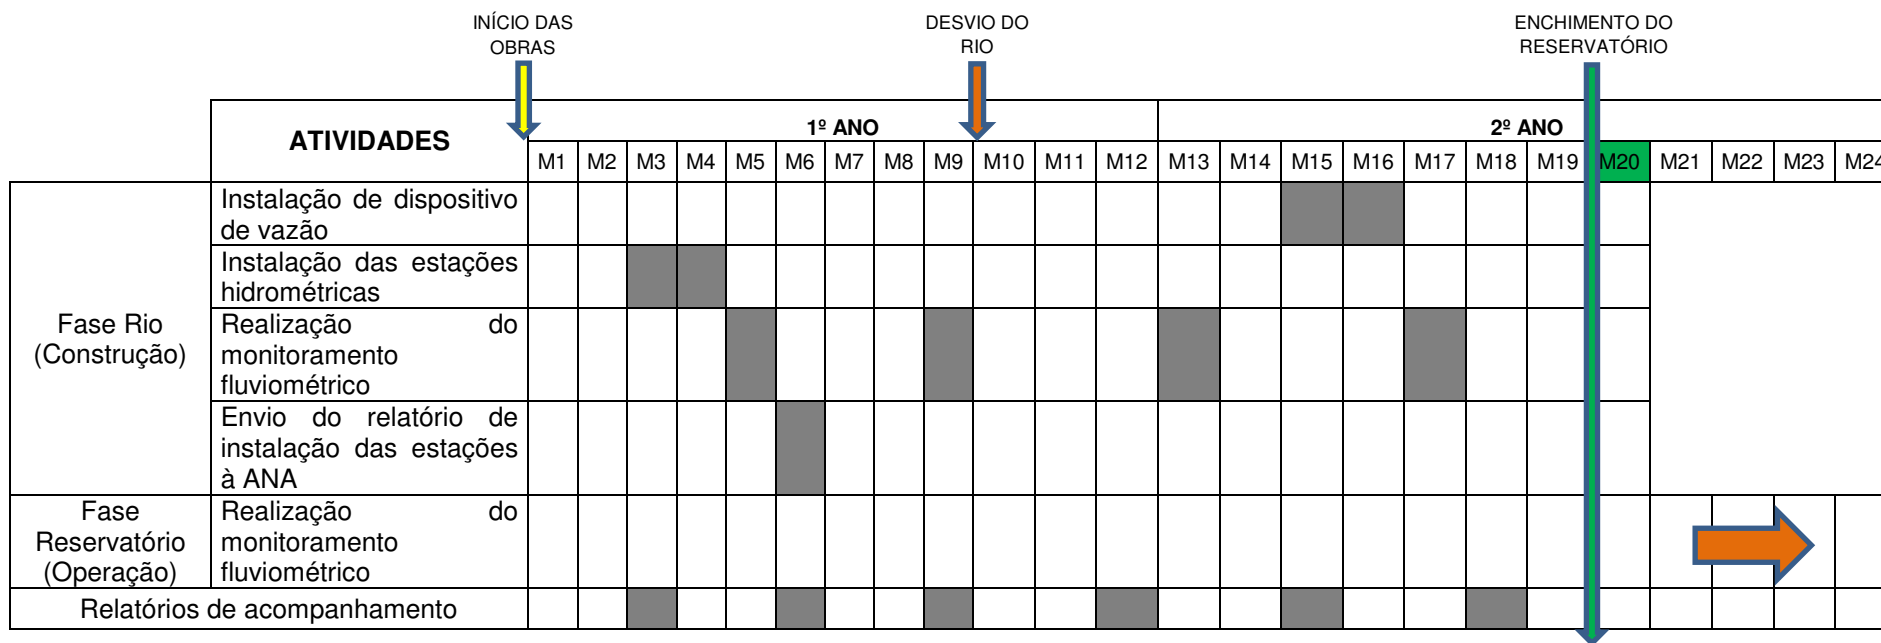 INÍCIO DAS
OBRAS
DESVIO DO
RIO
ENCHIMENTO DO
RESERVATÓRIO
ATIVIDADES
1º ANO
2º ANO
M1 M2 M3 M4 M5 M6 M7 M8 M9 M10 M11 M12 M13 M14 M15 M16 M17 M18 M19 M20 M21 M22 M23 M24
Fase Rio
(Construção)
Instalação de dispositivo
de vazão
Instalação das estações
hidrométricas
Realização do
monitoramento
fluviométrico
Envio do relatório de
instalação das estações
à ANA
Fase
Reservatório
(Operação)
Realização do
monitoramento
fluviométrico
Relatórios de acompanhamento